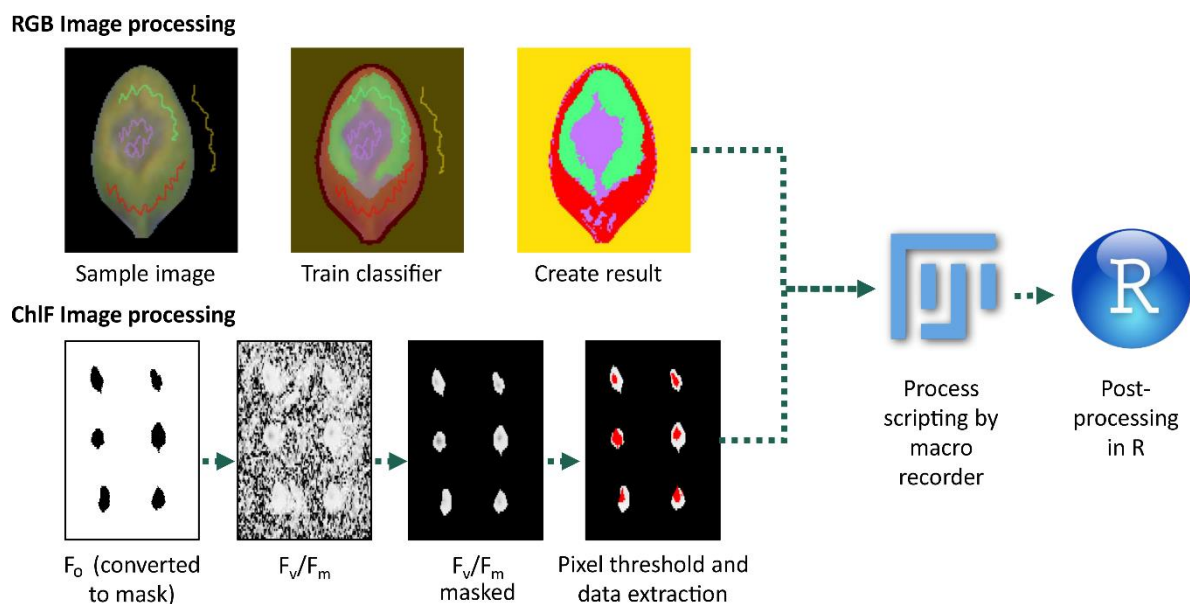 RGB Image processing
Sample image
Train classifier
Create result
ChlF Image processing
F₀ (converted
to mask)
Fᵥ/Fₘ
Fᵥ/Fₘ
masked
Pixel threshold and
data extraction
Process
scripting by
macro
recorder
R
Post-
processing
in R